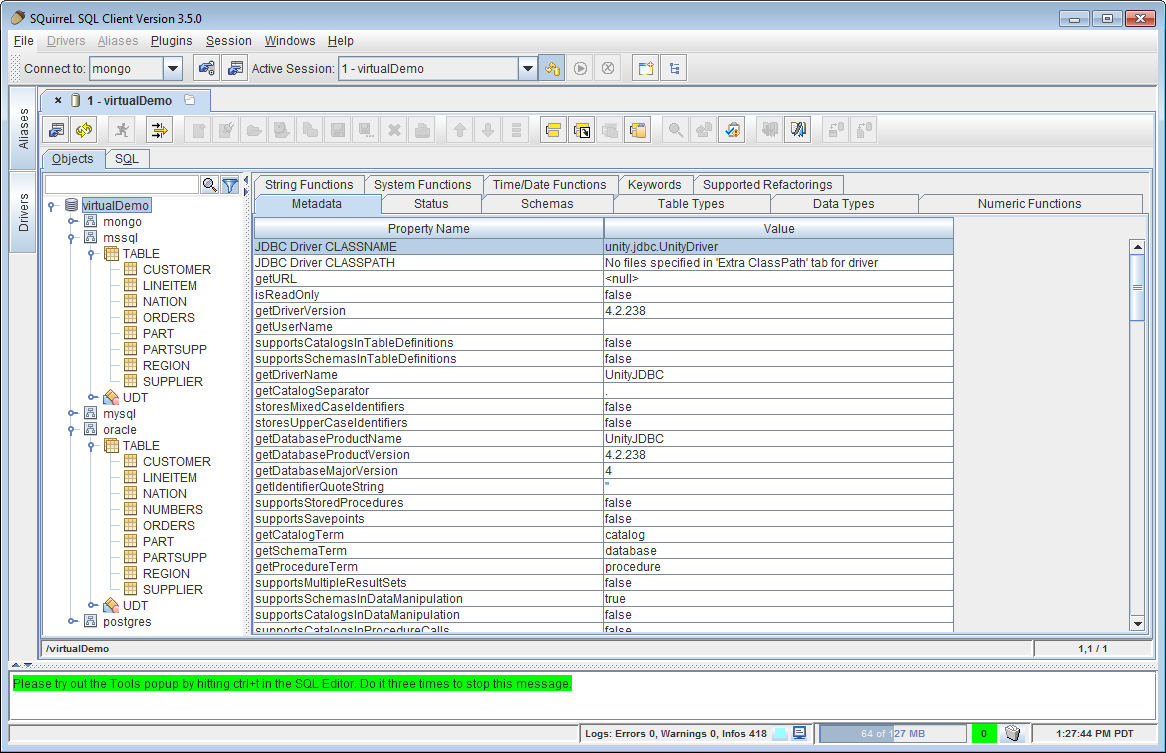 SQuirreL SQL Client Version 3.5.0
File Drivers Aliases Plugins Session Windows Help
Connect to: mongo Active Session: 1 - virtualDemo
Aliases
Drivers
1 - virtualDemo
Objects SQL
virtualDemo
mongo
mssql
TABLE
CUSTOMER
LINEITEM
NATION
ORDERS
PART
PARTSUPP
REGION
SUPPLIER
UDT
mysql
oracle
TABLE
CUSTOMER
LINEITEM
NATION
NUMBERS
ORDERS
PART
PARTSUPP
REGION
SUPPLIER
UDT
postgres
String Functions System Functions Time/Date Functions Keywords Supported Refactorings
Metadata Status Schemas Table Types Data Types Numeric Functions
Property Name Value
JDBC Driver CLASSNAME unity.jdbc.UnityDriver
JDBC Driver CLASSPATH No files specified in 'Extra ClassPath' tab for driver
getURL <null>
isReadOnly false
getDriverVersion 4.2.238
getUserName
supportsCatalogsInTableDefinitions false
supportsSchemasInTableDefinitions false
getDriverName UnityJDBC
getCatalogSeparator .
storesMixedCaseIdentifiers false
storesUpperCaseIdentifiers false
getDatabaseProductName UnityJDBC
getDatabaseProductVersion 4.2.238
getDatabaseMajorVersion 4
getIdentifierQuoteString "
supportsStoredProcedures false
supportsSavepoints false
getCatalogTerm catalog
getSchemaTerm database
getProcedureTerm procedure
supportsMultipleResultSets false
supportsSchemasInDataManipulation true
supportsCatalogsInDataManipulation false
supportsCatalogsInProcedureCalls false
/virtualDemo 1,1 / 1
Please try out the Tools popup by hitting ctrl+t in the SQL Editor. Do it three times to stop this message.
Logs: Errors 0, Warnings 0, Infos 418 64 of 127 MB 0 1:27:44 PM PDT